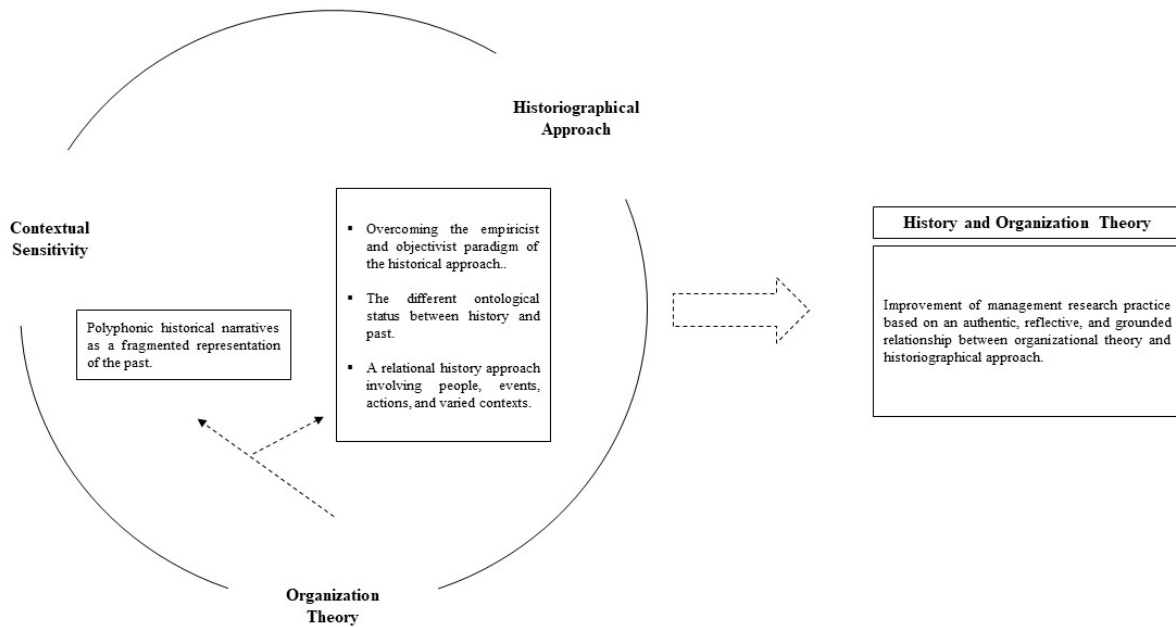 Historiographical
Approach
Contextual
Sensitivity
Polyphonic historical narratives
as a fragmented representation
of the past.
▪ Overcoming the empiricist
and objectivist paradigm of
the historical approach..
▪ The different ontological
status between history and
past.
▪ A relational history approach
involving people, events,
actions, and varied contexts.
Organization
Theory
History and Organization Theory
Improvement of management research practice
based on an authentic, reflective, and grounded
relationship between organizational theory and
historiographical approach.